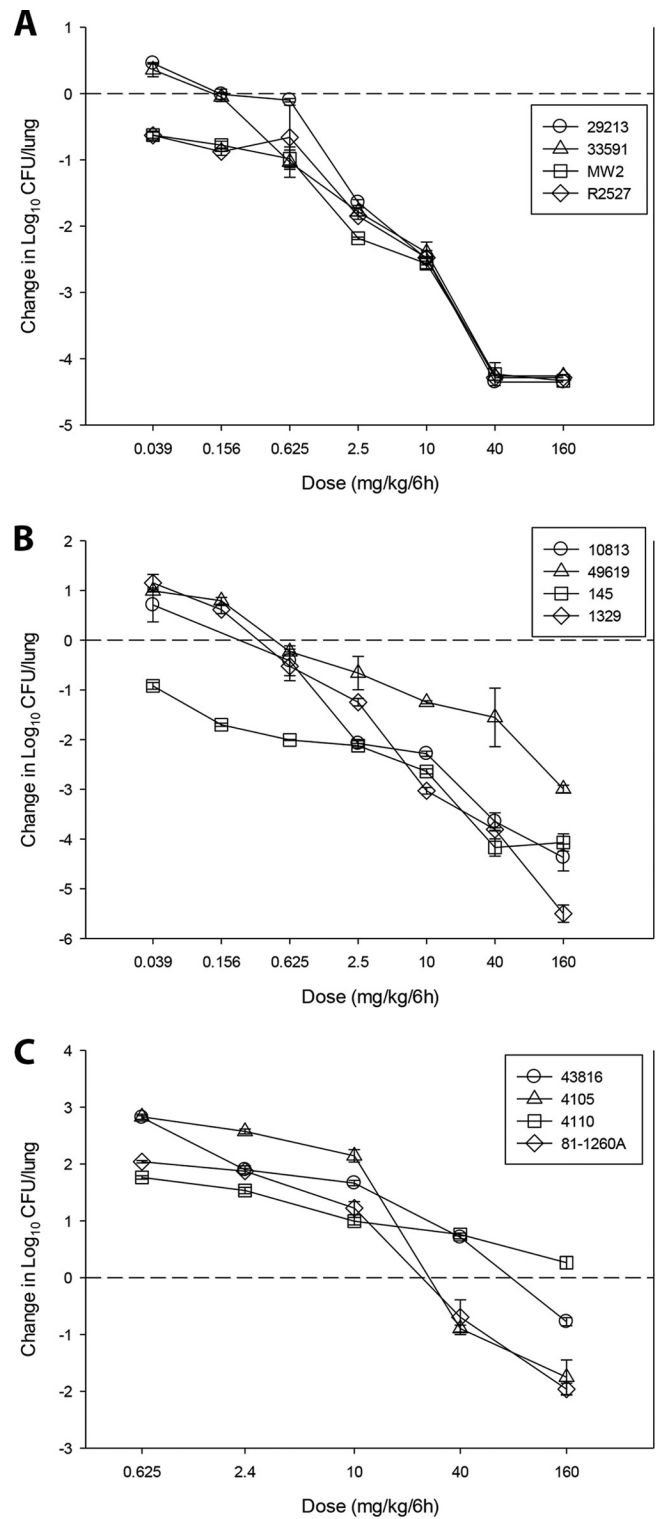 A
1
0
-1
-2
-3
-4
-5
Change in Log10 CFU/lung
29213
33591
MW2
R2527
0.039 0.156 0.625 2.5 10 40 160
Dose (mg/kg/6h)
B
2
1
0
-1
-2
-3
-4
-5
-6
Change in Log10 CFU/lung
10813
49619
145
1329
0.039 0.156 0.625 2.5 10 40 160
Dose (mg/kg/6h)
C
4
3
2
1
0
-1
-2
-3
Change in Log10 CFU/lung
43816
4105
4110
81-1260A
0.625 2.4 10 40 160
Dose (mg/kg/6h)